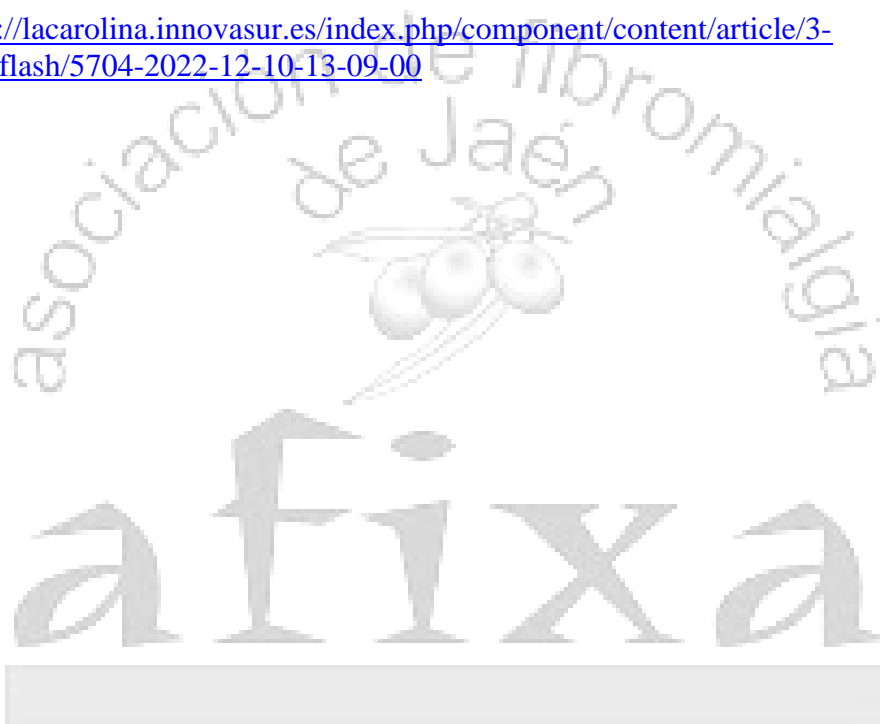 ://lacarolina.innovasur.es/index.php/component/content/article/3-
flash/5704-2022-12-10-13-09-00
asociación de fibromialgia
de Jaén
afixa